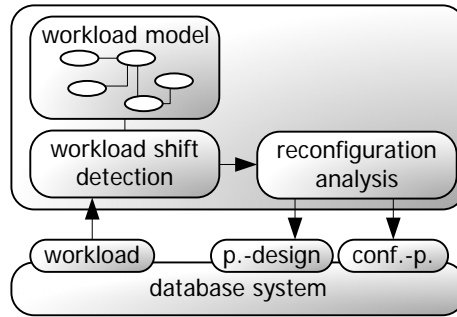 workload model
workload shift
detection
reconfiguration
analysis
workload
p.-design
conf.-p.
database system